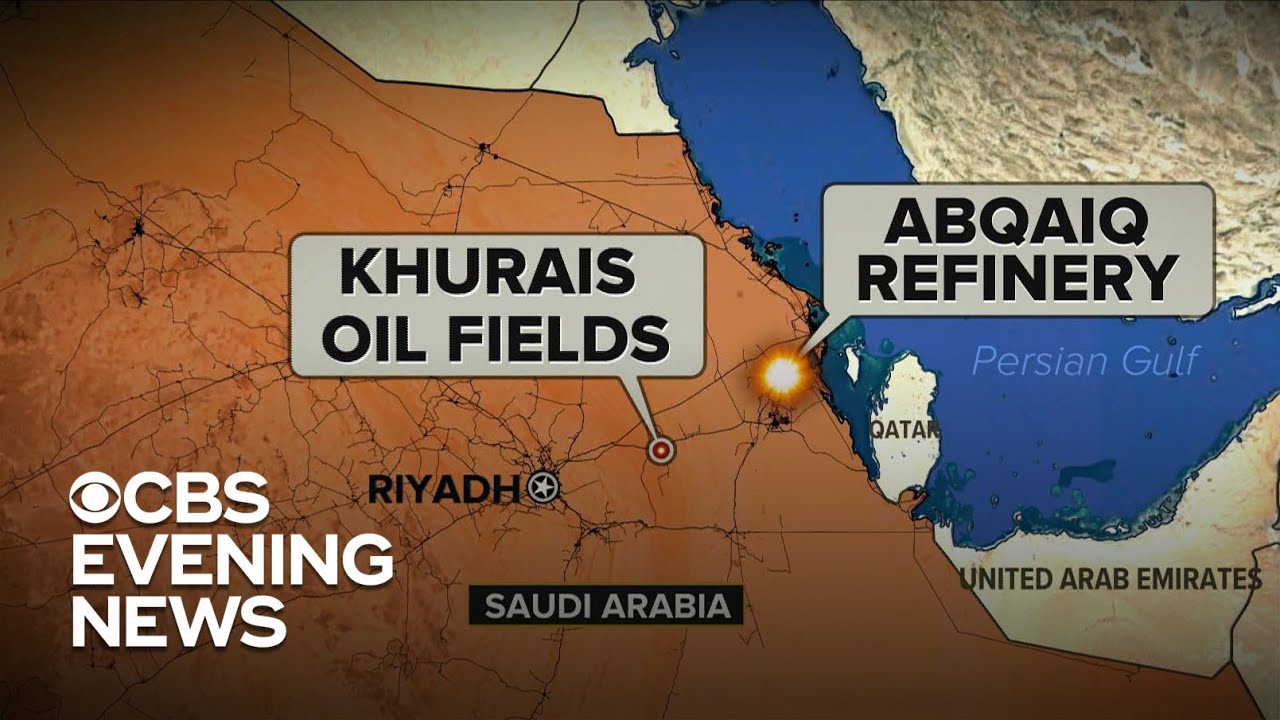 ABQAIQ
REFINERY
KHURAIS
OIL FIELDS
Persian Gulf
QATAR
RIYADH
CBS
EVENING
NEWS
UNITED ARAB EMIRATES
SAUDI ARABIA